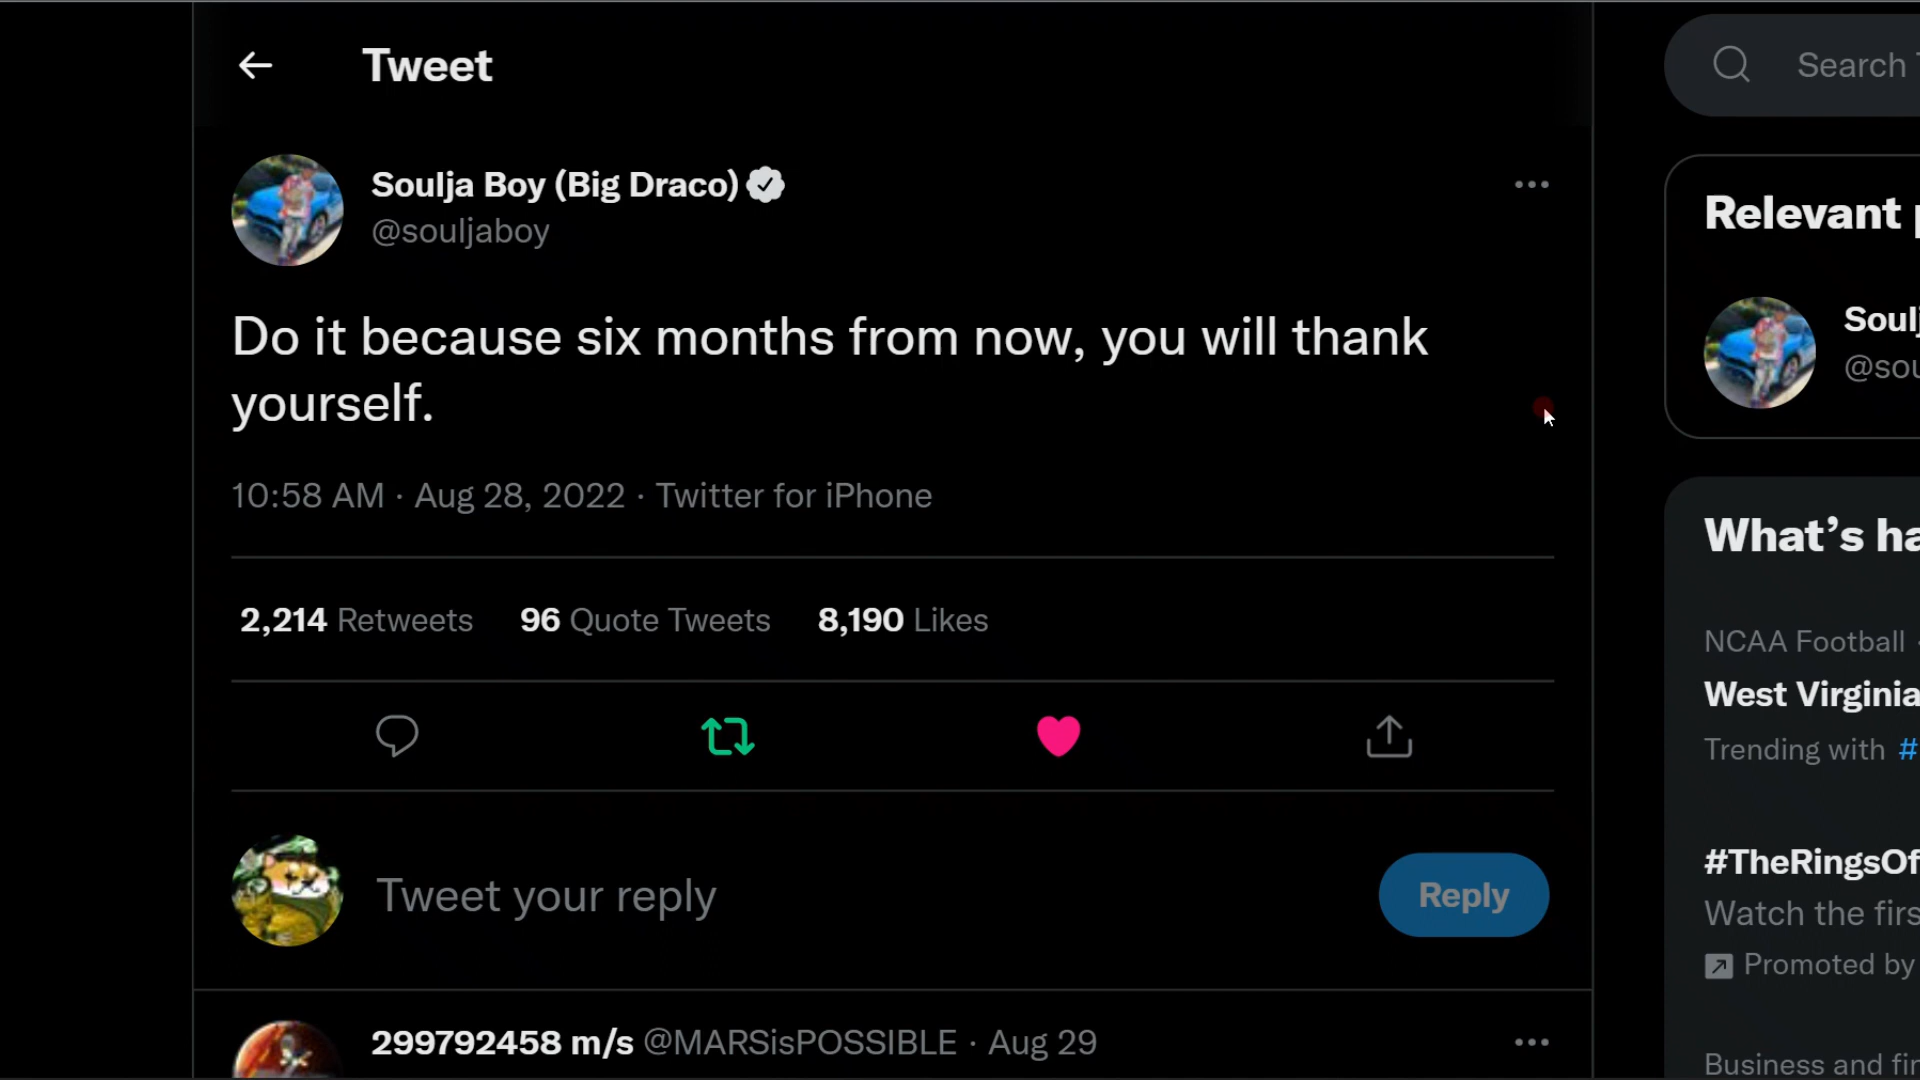 Tweet
Search
Soulja Boy (Big Draco)
@souljaboy
Do it because six months from now, you will thank
yourself.
10:58 AM · Aug 28, 2022 · Twitter for iPhone
2,214 Retweets 96 Quote Tweets 8,190 Likes
Tweet your reply
Reply
299792458 m/s @MARSisPOSSIBLE · Aug 29
Relevant
Soulj
@sou
What's ha
NCAA Football ·
West Virginia
Trending with #
#TheRingsOf
Watch the firs
Promoted by
Business and fin